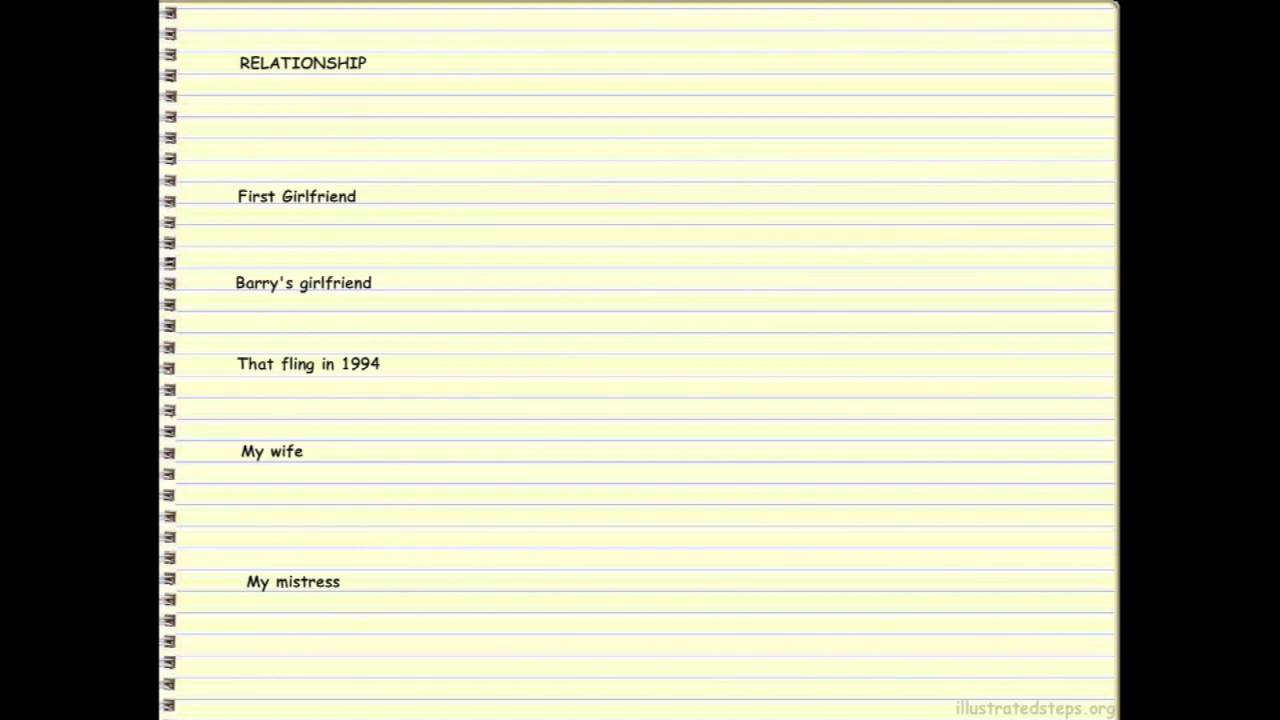 RELATIONSHIP
First Girlfriend
Barry's girlfriend
That fling in 1994
My wife
My mistress
illustratedsteps.org